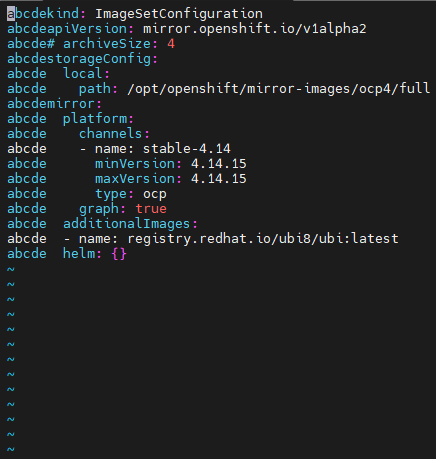 abcdekind: ImageSetConfiguration
abcdeapiVersion: mirror.openshift.io/v1alpha2
abcde# archiveSize: 4
abcdestorageConfig:
abcde  local:
abcde    path: /opt/openshift/mirror-images/ocp4/full
abcdemirror:
abcde  platform:
abcde    channels:
abcde    - name: stable-4.14
abcde      minVersion: 4.14.15
abcde      maxVersion: 4.14.15
abcde      type: ocp
abcde    graph: true
abcde  additionalImages:
abcde  - name: registry.redhat.io/ubi8/ubi:latest
abcde  helm: {}
~
~
~
~
~
~
~
~
~
~
~
~
~